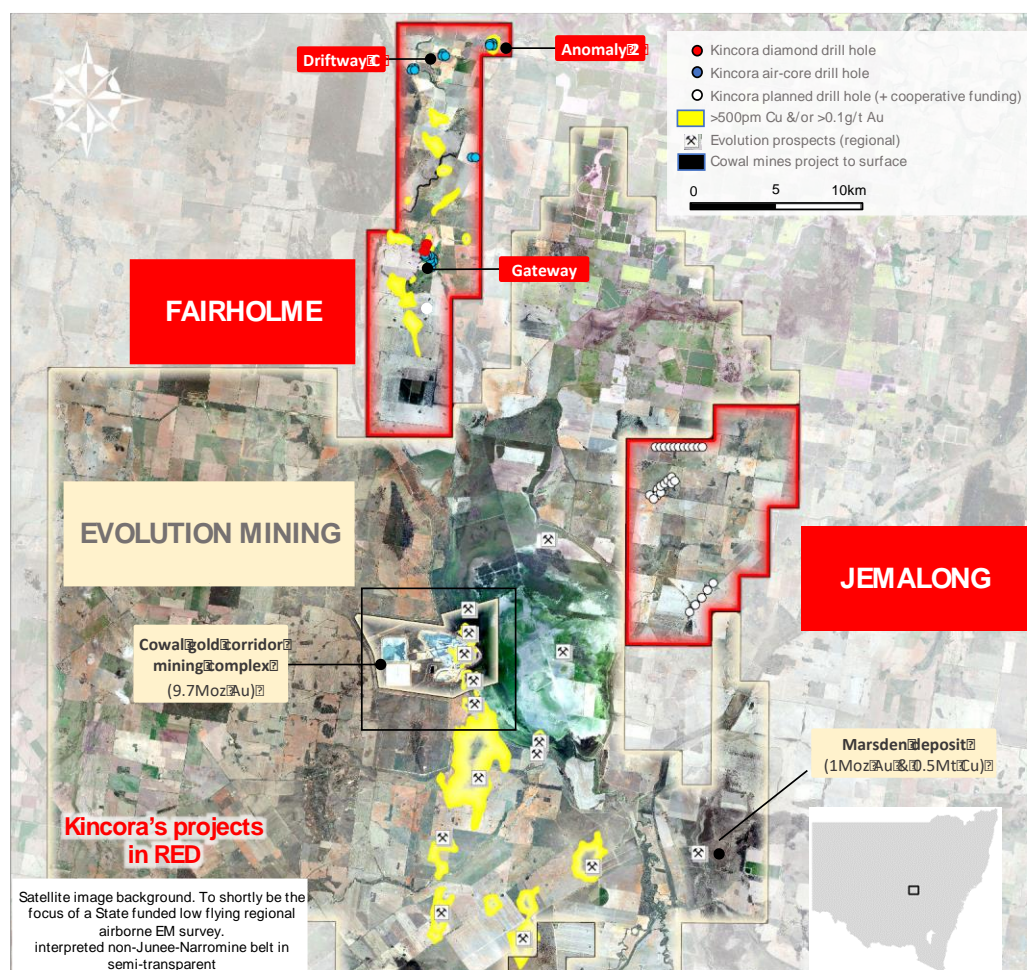 Driftway C
Anomaly 2
Kincora diamond drill hole
Kincora air-core drill hole
Kincora planned drill hole (+ cooperative funding)
>500pm Cu &/or >0.1g/t Au
Evolution prospects (regional)
Cowal mines project to surface
0 5 10km
Gateway
FAIRHOLME
EVOLUTION MINING
JEMALONG
Cowal gold corridor
mining complex
(9.7Moz Au)
Marsden deposit
(1Moz Au & 0.5Mt Cu)
Kincora's projects
in RED
Satellite image background. To shortly be the
focus of a State funded low flying regional
airborne EM survey.
interpreted non-Junee-Narromine belt in
semi-transparent